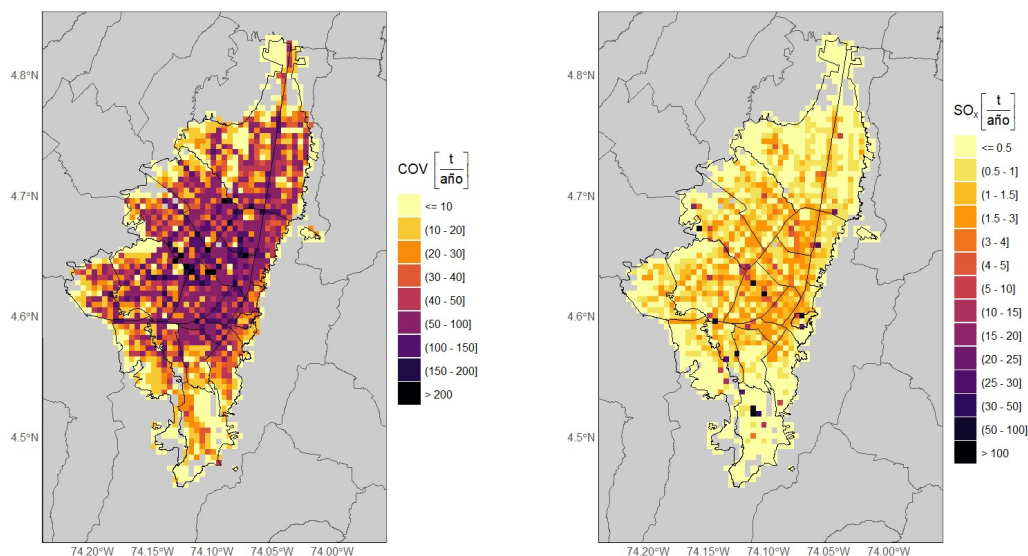 4.8°N
4.7°N
4.6°N
4.5°N
74.20°W 74.15°W 74.10°W 74.05°W 74.00°W
COV [t/año]
<= 10
(10 - 20]
(20 - 30]
(30 - 40]
(40 - 50]
(50 - 100]
(100 - 150]
(150 - 200]
> 200
4.8°N
4.7°N
4.6°N
4.5°N
74.20°W 74.15°W 74.10°W 74.05°W 74.00°W
SOₓ [t/año]
<= 0.5
(0.5 - 1]
(1 - 1.5]
(1.5 - 3]
(3 - 4]
(4 - 5]
(5 - 10]
(10 - 15]
(15 - 20]
(20 - 25]
(25 - 30]
(30 - 50]
(50 - 100]
> 100